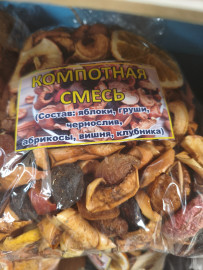 КОМПОТНАЯ
СМЕСЬ
(Состав: яблоки, груши,
чернослив,
абрикосы, вишня, клубника)